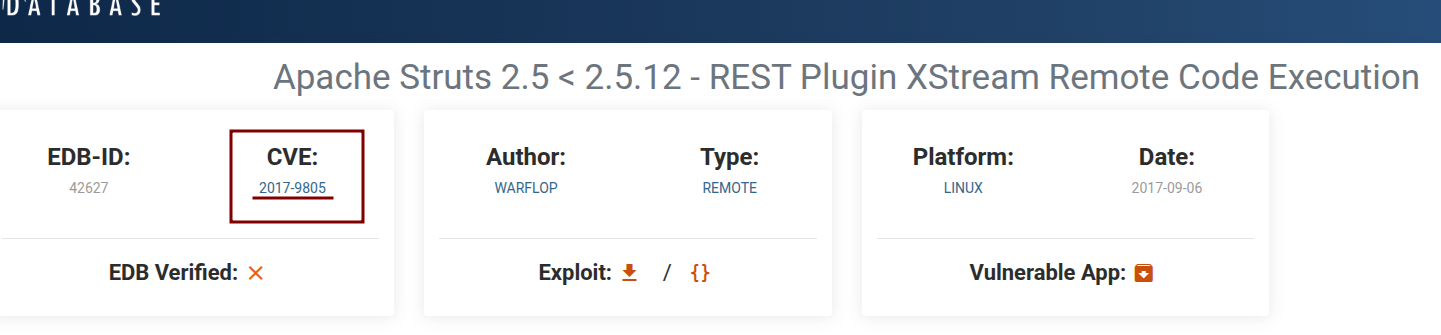 DATABASE
Apache Struts 2.5 < 2.5.12 - REST Plugin XStream Remote Code Execution
EDB-ID:
42627
CVE:
2017-9805
EDB Verified: ×
Author:
WARFLOP
Type:
REMOTE
Exploit: / {}
Platform:
LINUX
Date:
2017-09-06
Vulnerable App: